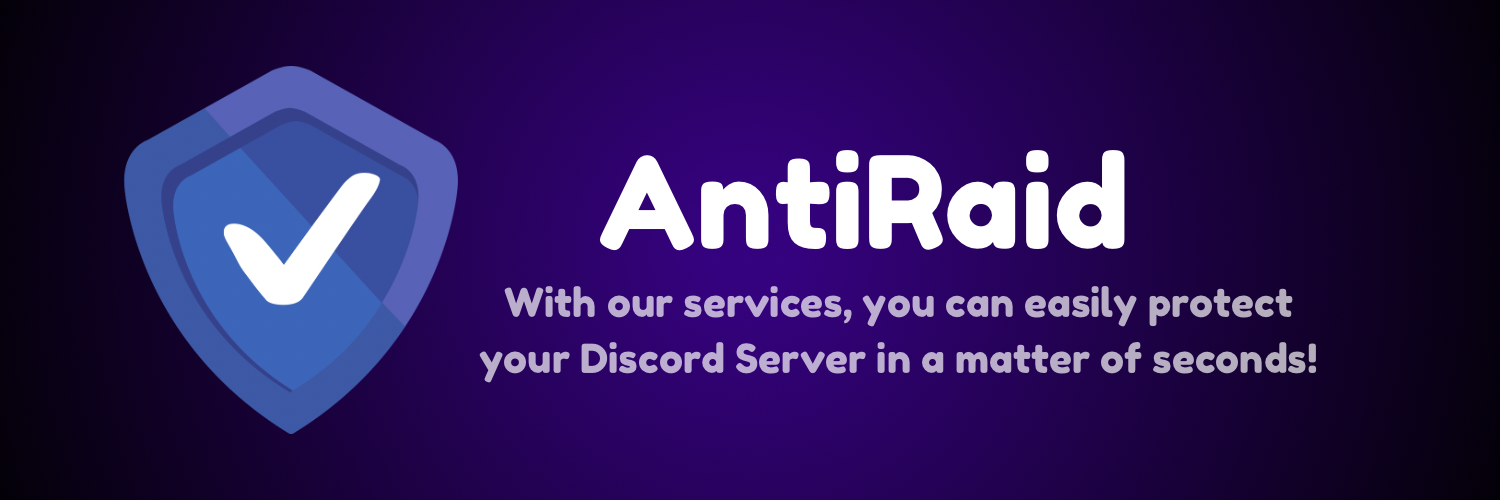 AntiRaid
With our services, you can easily protect
your Discord Server in a matter of seconds!